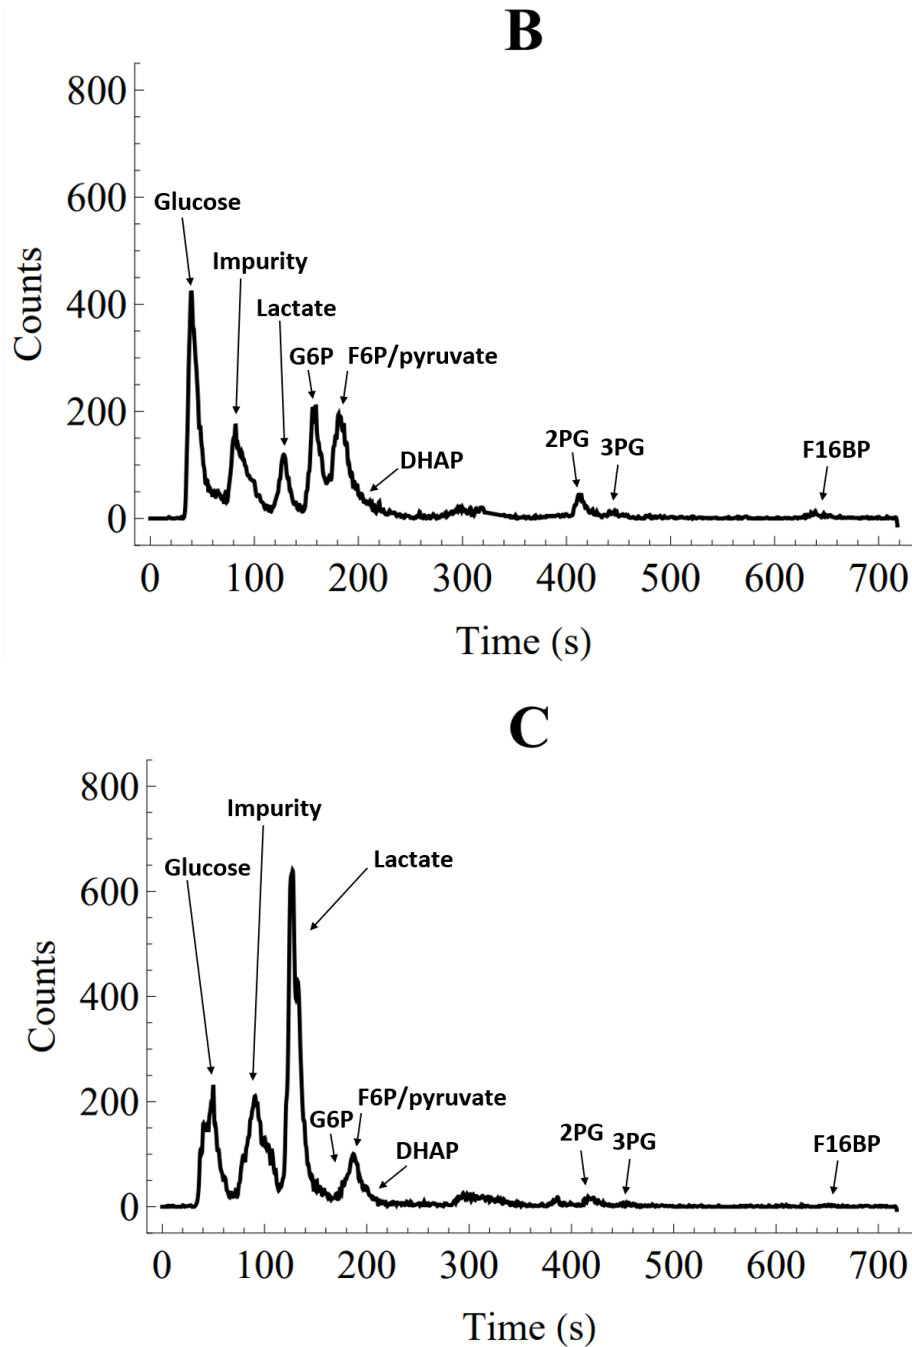 B
800
600
400
200
0
Counts
Glucose
Impurity
Lactate
G6P
F6P/pyruvate
DHAP
2PG
3PG
F16BP
0 100 200 300 400 500 600 700
Time (s)
C
800
600
400
200
0
Counts
Impurity
Glucose
Lactate
G6P
F6P/pyruvate
DHAP
2PG
3PG
F16BP
0 100 200 300 400 500 600 700
Time (s)